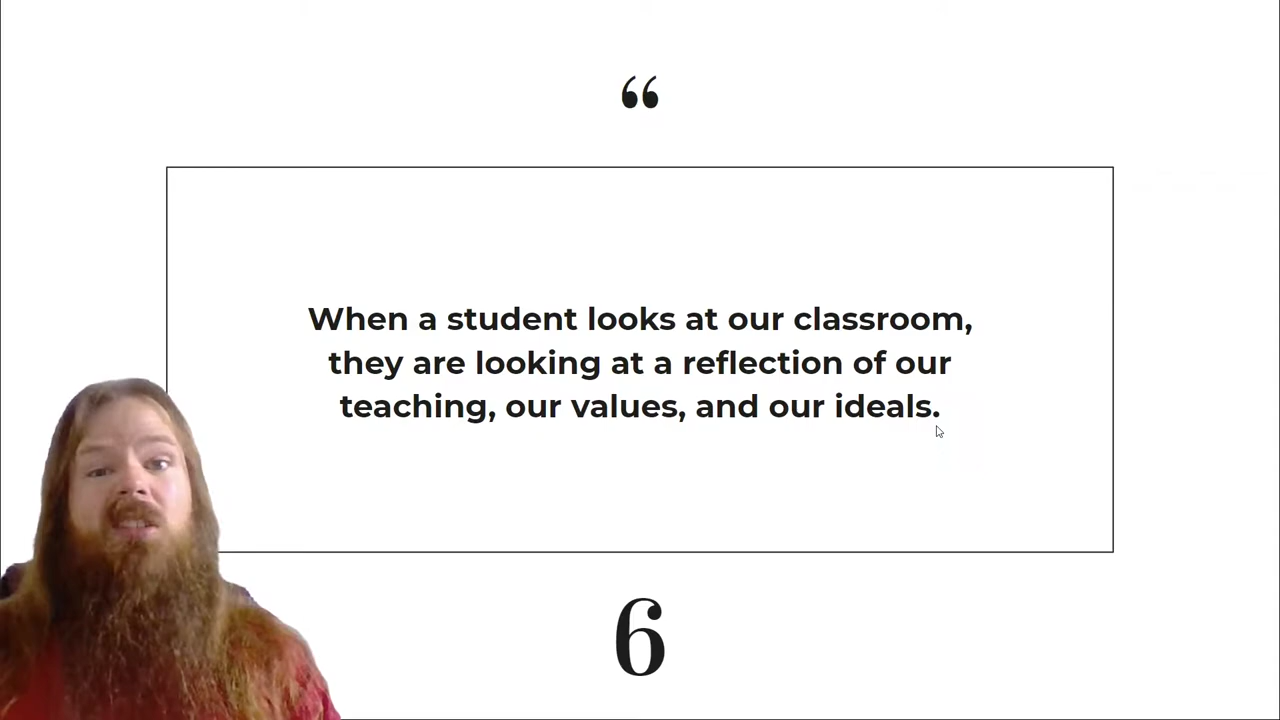 “
When a student looks at our classroom,
they are looking at a reflection of our
teaching, our values, and our ideals.
6